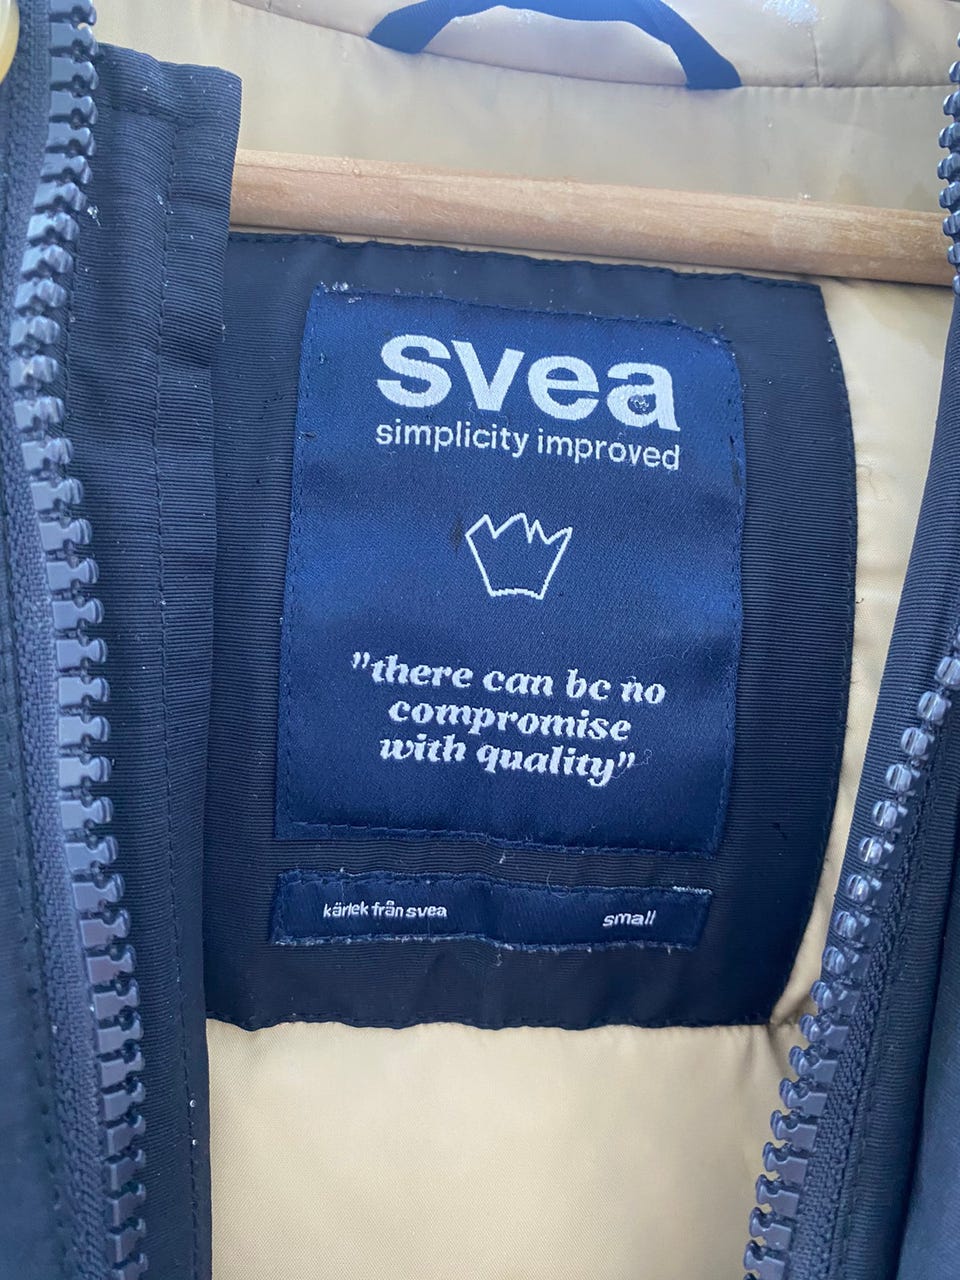 svea
simplicity improved
"there can be no
compromise
with quality"
kärlek från svea
small